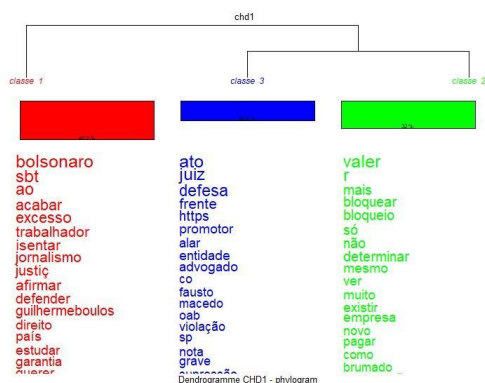 chd1
classe 1
classe 3
classe 2
bolsonaro
sbt
ao
acabar
excesso
trabalhador
isentar
jornalismo
justiç
afirmar
defender
guilhermeboulos
direito
país
estudar
garantia
querer
ato
juiz
defesa
frente
https
promotor
alar
entidade
advogado
co
fausto
macedo
oab
violação
sp
nota
grave
valer
r
mais
bloquear
bloqueio
só
não
determinar
mesmo
ver
muito
existir
empresa
novo
pagar
como
brumado
Dendrogramme CHD1 - phylogram